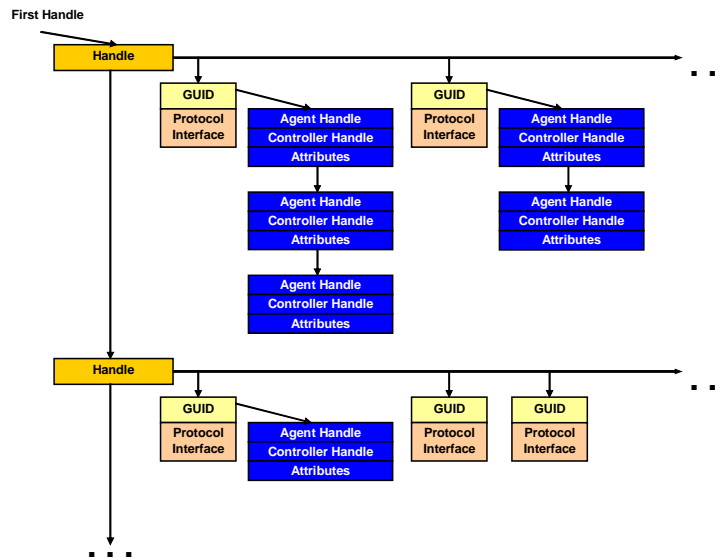 First Handle
Handle
. .
GUID
Protocol
Interface
Agent Handle
Controller Handle
Attributes
Agent Handle
Controller Handle
Attributes
Agent Handle
Controller Handle
Attributes
GUID
Protocol
Interface
Agent Handle
Controller Handle
Attributes
Agent Handle
Controller Handle
Attributes
Handle
. .
GUID
Protocol
Interface
Agent Handle
Controller Handle
Attributes
GUID
Protocol
Interface
GUID
Protocol
Interface
. . .